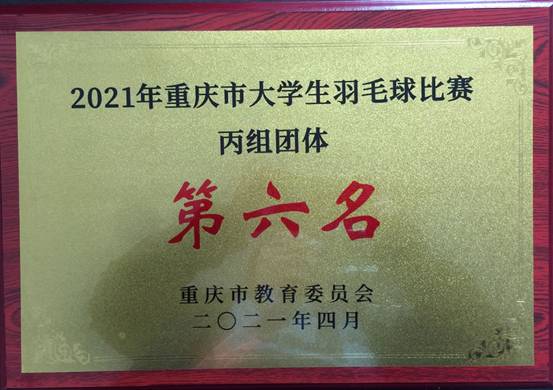 2021年重庆市大学生羽毛球比赛
丙组团体
第六名
重庆市教育委员会
二〇二一年四月